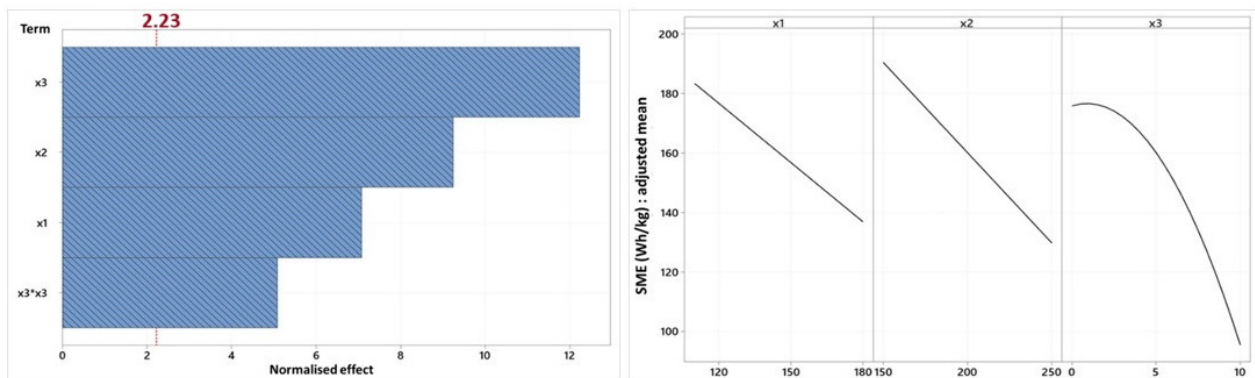 2.23
Term
x3
x2
x1
x3*x3
0 2 4 6 8 10 12
Normalised effect
x1 x2 x3
SME (Wh/kg) : adjusted mean
200
180
160
140
120
100
120 150 180 150 200 250 0 5 10